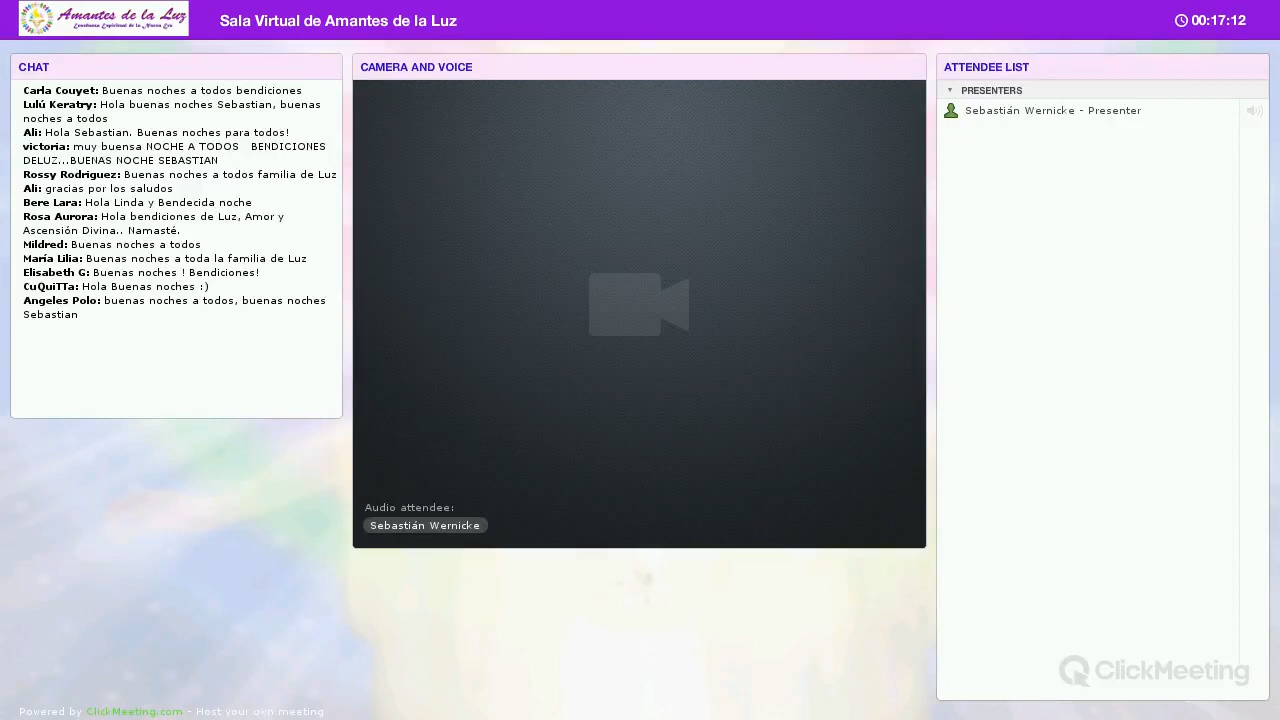 Amantes de la Luz
Enseñanza Espiritual de la Nueva Era
Sala Virtual de Amantes de la Luz
00:17:12
CHAT
Carla Couyet: Buenas noches a todos bendiciones
Lulú Keratry: Hola buenas noches Sebastian, buenas
noches a todos
Ali: Hola Sebastian. Buenas noches para todos!
victoria: muy buensa NOCHE A TODOS   BENDICIONES
DELUZ...BUENAS NOCHE SEBASTIAN
Rossy Rodriguez: Buenas noches a todos familia de Luz
Ali: gracias por los saludos
Bere Lara: Hola Linda y Bendecida noche
Rosa Aurora: Hola bendiciones de Luz, Amor y
Ascensión Divina.. Namasté.
Mildred: Buenas noches a todos
María Lilia: Buenas noches a toda la familia de Luz
Elisabeth G: Buenas noches ! Bendiciones!
CuQuiTTa: Hola Buenas noches :)
Angeles Polo: buenas noches a todos, buenas noches
Sebastian
CAMERA AND VOICE
Audio attendee:
Sebastián Wernicke
ATTENDEE LIST
PRESENTERS
Sebastián Wernicke - Presenter
ClickMeeting
Powered by ClickMeeting.com - Host your own meeting